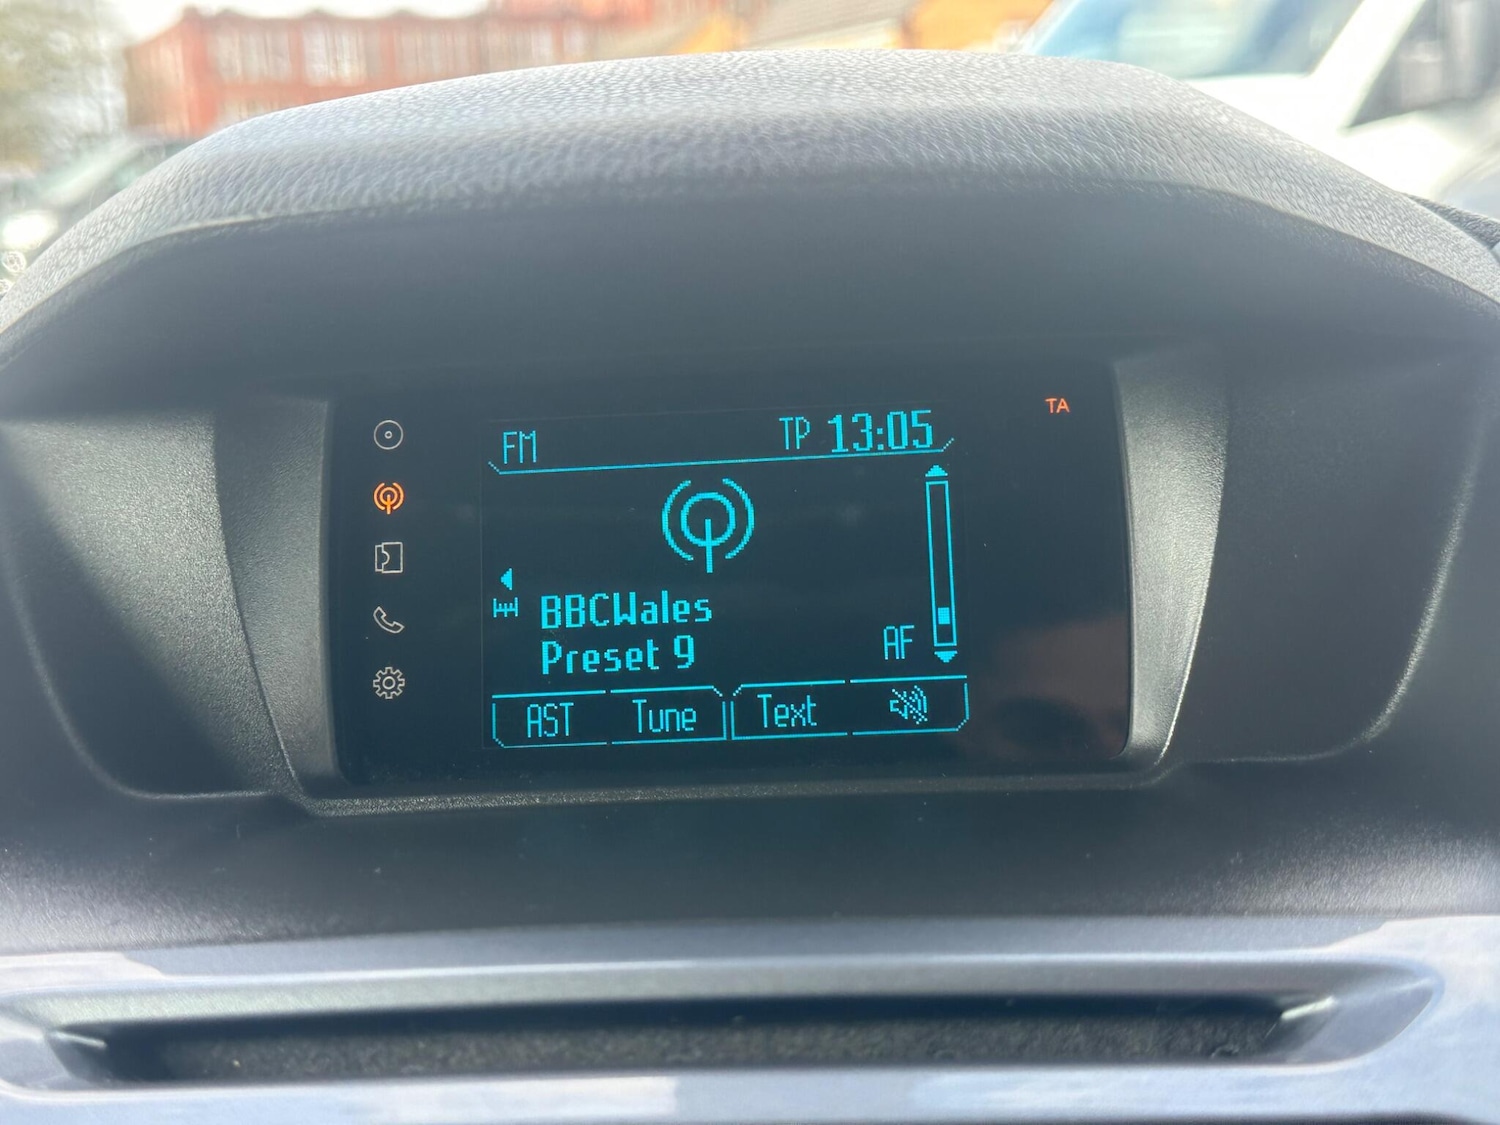 TA
FM TP 13:05
BBCWales
Preset 9
AF
AST Tune Text